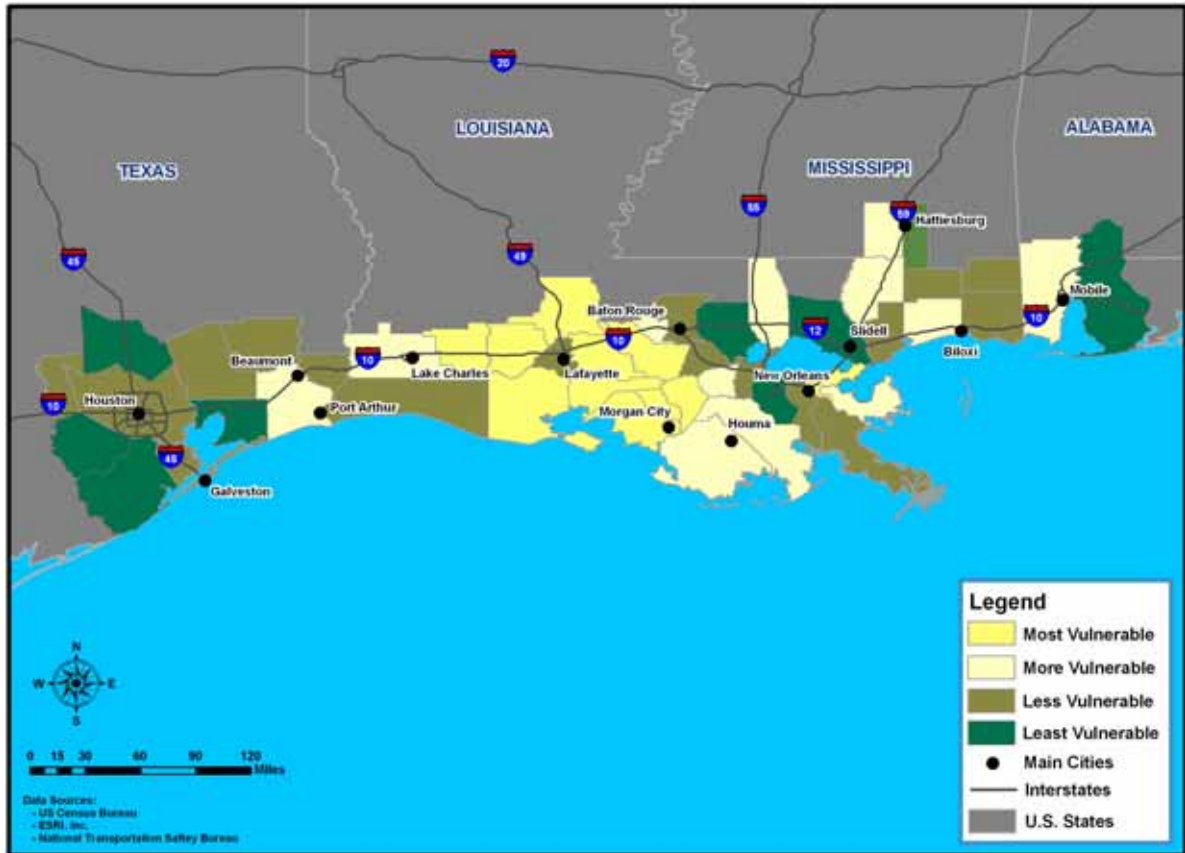 20
LOUISIANA
ALABAMA
TEXAS
MISSISSIPPI
55
59
Hattiesburg
45
49
Mobile
Baton Rouge
10
12
Slidell
10
Beaumont
10
Biloxi
Lake Charles
Lafayette
New Orleans
10
Houston
Port Arthur
Morgan City
Houma
45
Galveston
Legend
Most Vulnerable
More Vulnerable
Less Vulnerable
Least Vulnerable
Main Cities
Interstates
U.S. States
N
W E
S
0 15 30 60 90 120
Miles
Data Sources:
- US Census Bureau
- ESRI, Inc.
- National Transportation Saftey Bureau